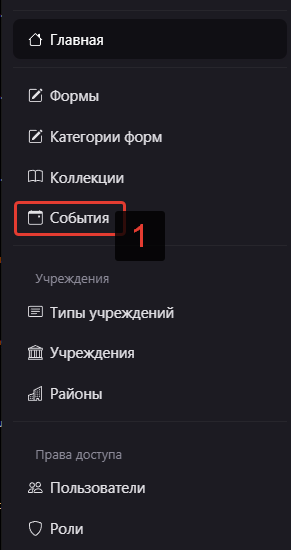 Главная
Формы
Категории форм
Коллекции
События
1
Учреждения
Типы учреждений
Учреждения
Районы
Права доступа
Пользователи
Роли